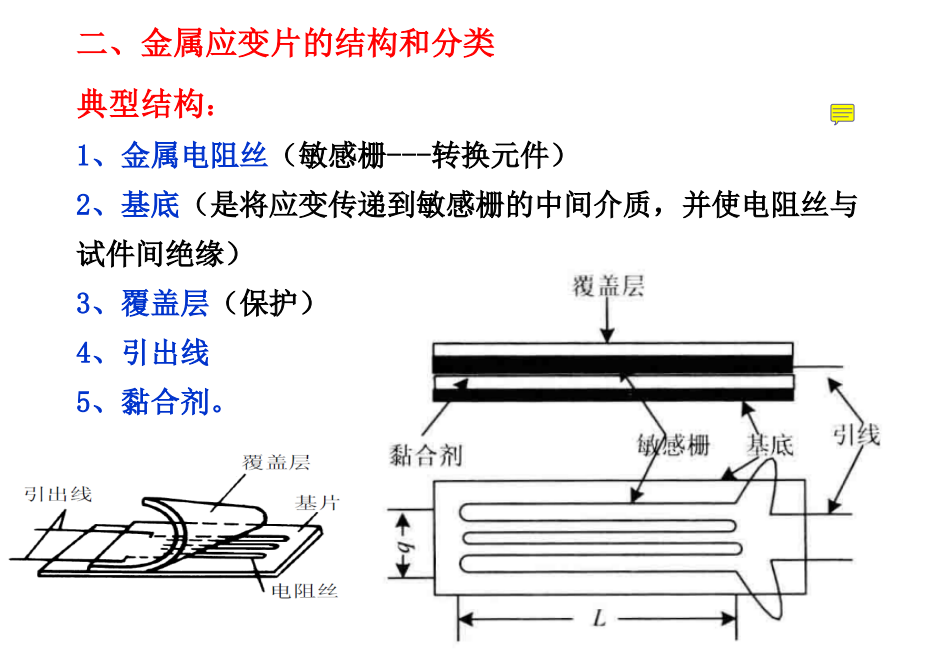 二、金属应变片的结构和分类
典型结构：
1、金属电阻丝（敏感栅---转换元件）
2、基底（是将应变传递到敏感栅的中间介质，并使电阻丝与
试件间绝缘）
3、覆盖层（保护）
4、引出线
5、黏合剂。
覆盖层
黏合剂
敏感栅
基底
引线
覆盖层
引出线
基片
电阻丝
b
L